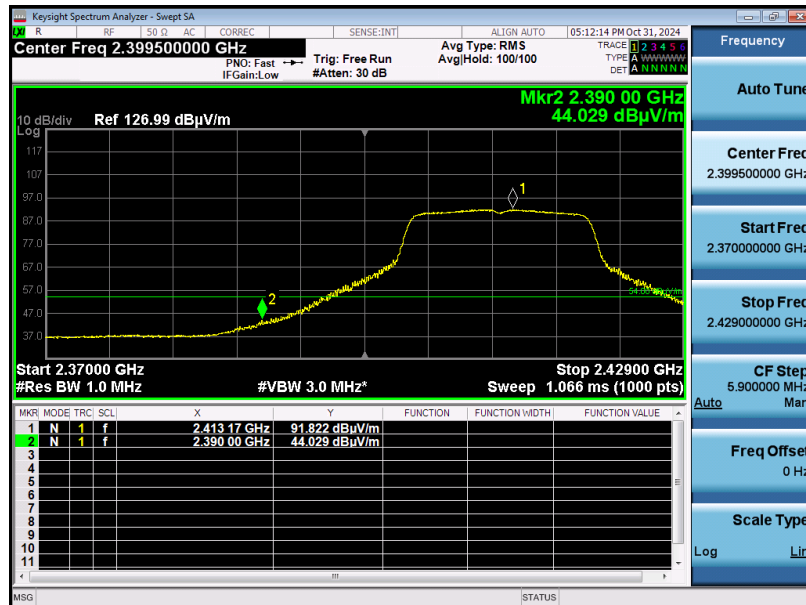 Keysight Spectrum Analyzer - Swept SA
LXI R RF 50 Ω AC CORREC SENSE:INT ALIGN AUTO 05:12:14 PM Oct 31, 2024
Center Freq 2.399500000 GHz
PNO: Fast
IFGain:Low
Trig: Free Run
#Atten: 30 dB
Avg Type: RMS
Avg|Hold: 100/100
TRACE 1 2 3 4 5 6
TYPE A WWWWW
DET A N N N N N
Mkr2 2.390 00 GHz
44.029 dBµV/m
10 dB/div Ref 126.99 dBµV/m
Log
117
107
97.0
87.0
77.0
67.0
57.0
47.0
37.0
1
2
Start 2.37000 GHz Stop 2.42900 GHz
#Res BW 1.0 MHz #VBW 3.0 MHz* Sweep 1.066 ms (1000 pts)
MKR MODE TRC SCL X Y FUNCTION FUNCTION WIDTH FUNCTION VALUE
1 N 1 f 2.413 17 GHz 91.822 dBµV/m
2 N 1 f 2.390 00 GHz 44.029 dBµV/m
3
4
5
6
7
8
9
10
11
MSG STATUS
Frequency
Auto Tune
Center Freq
2.399500000 GHz
Start Freq
2.370000000 GHz
Stop Freq
2.429000000 GHz
CF Step
5.900000 MHz
Auto Man
Freq Offset
0 Hz
Scale Type
Log Lin